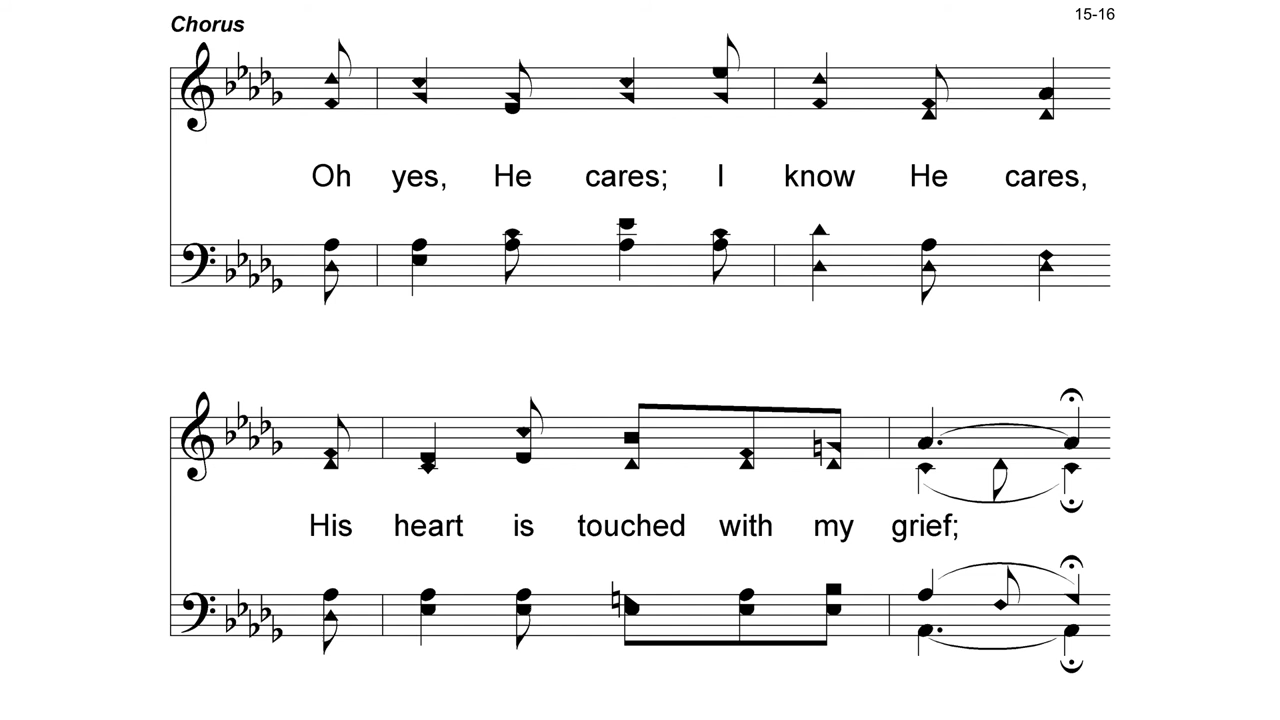 Chorus
15-16
Oh yes, He cares; I know He cares,
His heart is touched with my grief;